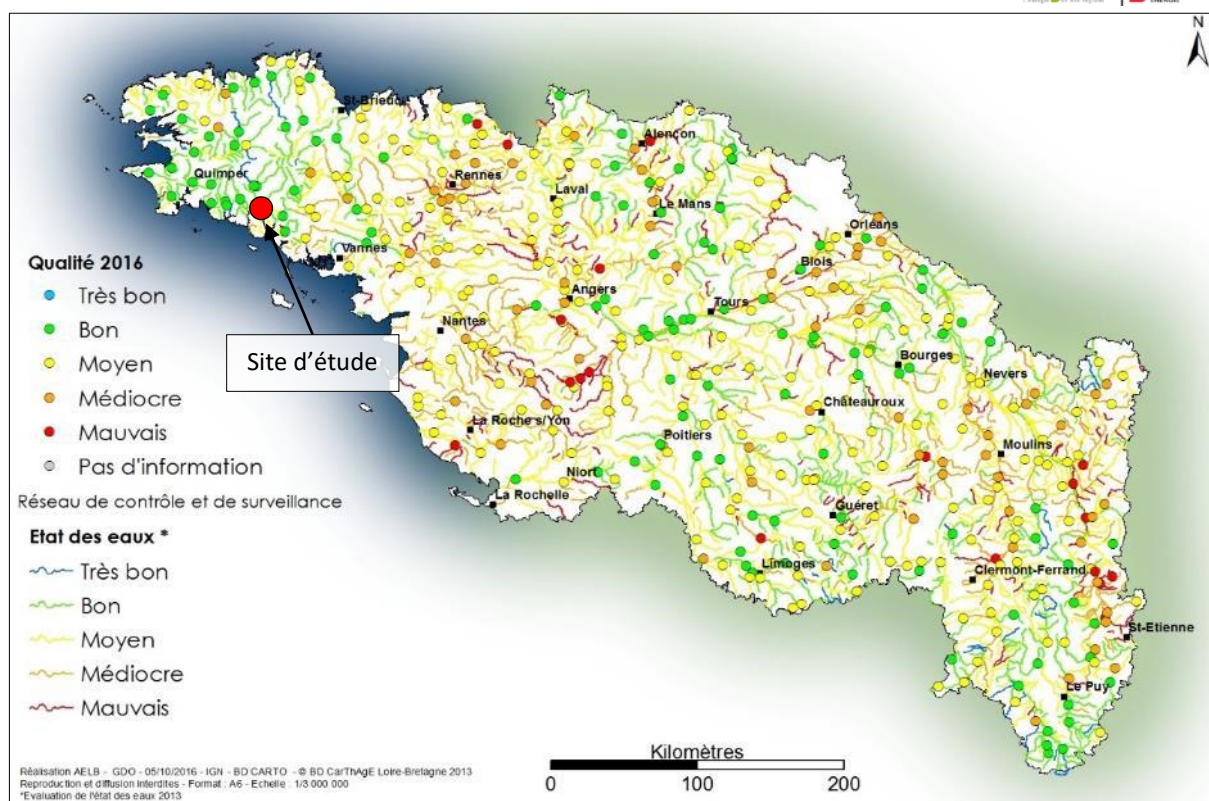 N
St-Brieuc
Alençon
Quimper
Rennes
Laval
Le Mans
Orléans
Vannes
Blois
Qualité 2016
Très bon
Bon
Moyen
Médiocre
Mauvais
Pas d'information
Réseau de contrôle et de surveillance
Angers
Tours
Nantes
Site d'étude
Bourges
Nevers
Châteauroux
La Roche s/Yon
Poitiers
Moulins
Niort
La Rochelle
Guéret
Etat des eaux *
Très bon
Bon
Moyen
Médiocre
Mauvais
Limoges
Clermont-Ferrand
St-Etienne
Le Puy
Kilomètres
0 100 200
Réalisation AELB - GDO - 05/10/2016 - IGN - BD CARTO - © BD CarThAgE Loire-Bretagne 2013
Reproduction et diffusion interdites - Format : A6 - Echelle : 1/3 000 000
*Evaluation de l'état des eaux 2013